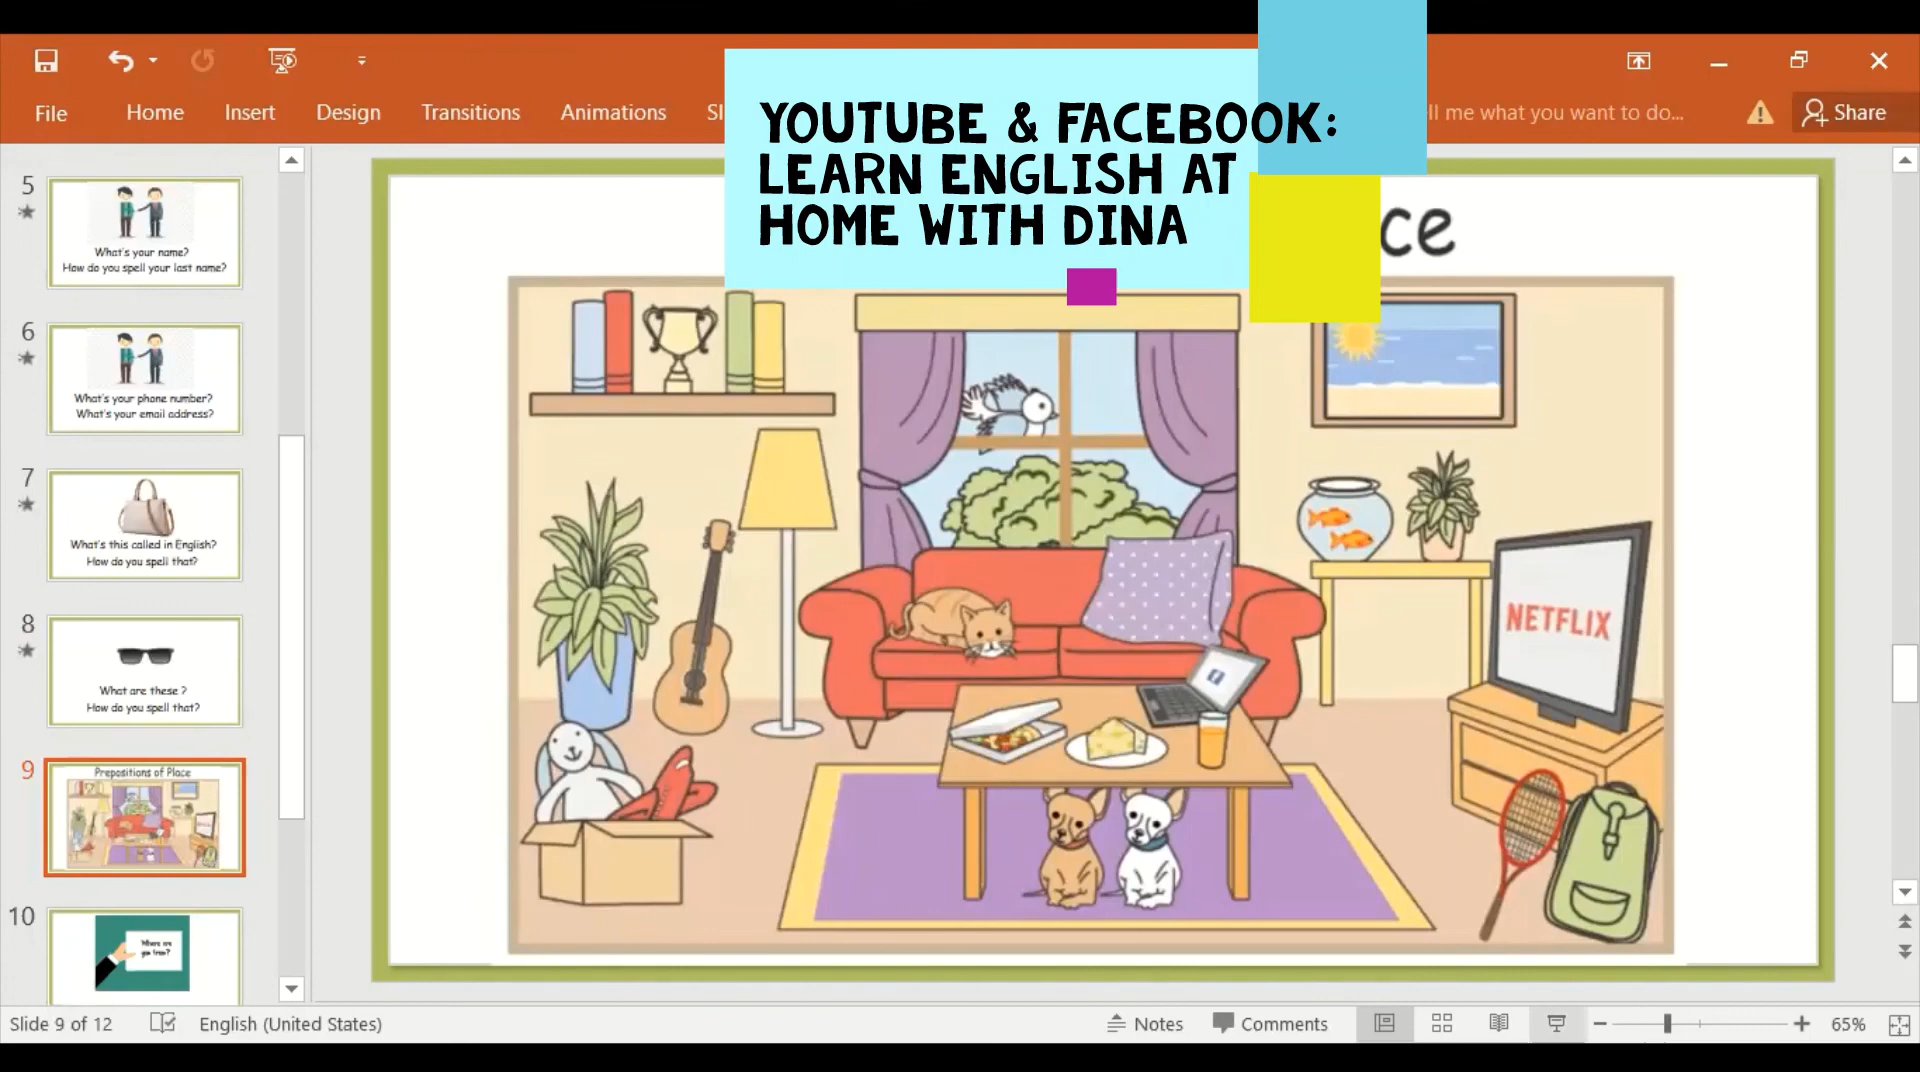 File Home Insert Design Transitions Animations Sl
ll me what you want to do... Share
YOUTUBE & FACEBOOK:
LEARN ENGLISH AT
HOME WITH DINA
ce
5
What's your name?
How do you spell your last name?
6
What's your phone number?
What's your email address?
7
What's this called in English?
How do you spell that?
8
What are these ?
How do you spell that?
9
Prepositions of Place
10
Where are
you from?
NETFLIX
Slide 9 of 12 English (United States) Notes Comments 65%